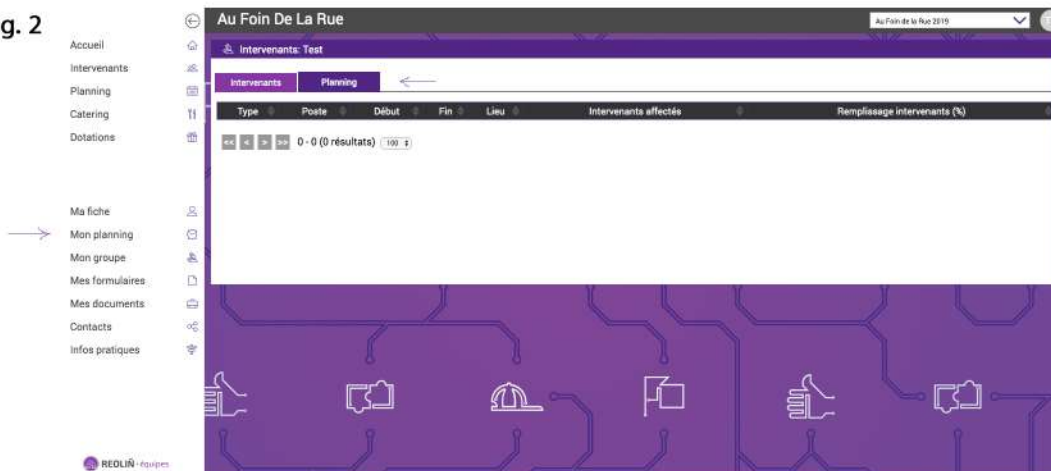 g. 2
Au Foin De La Rue
Au Foin de la Rue 2019
Accueil
Intervenants
Planning
Catering
Dotations
Ma fiche
Mon planning
Mon groupe
Mes formulaires
Mes documents
Contacts
Infos pratiques
REDLIÑ - équipes
Intervenants: Test
Intervenants Planning
Type Poste Début Fin Lieu Intervenants affectés Remplissage intervenants (%)
<< < > >> 0 - 0 (0 résultats) 100